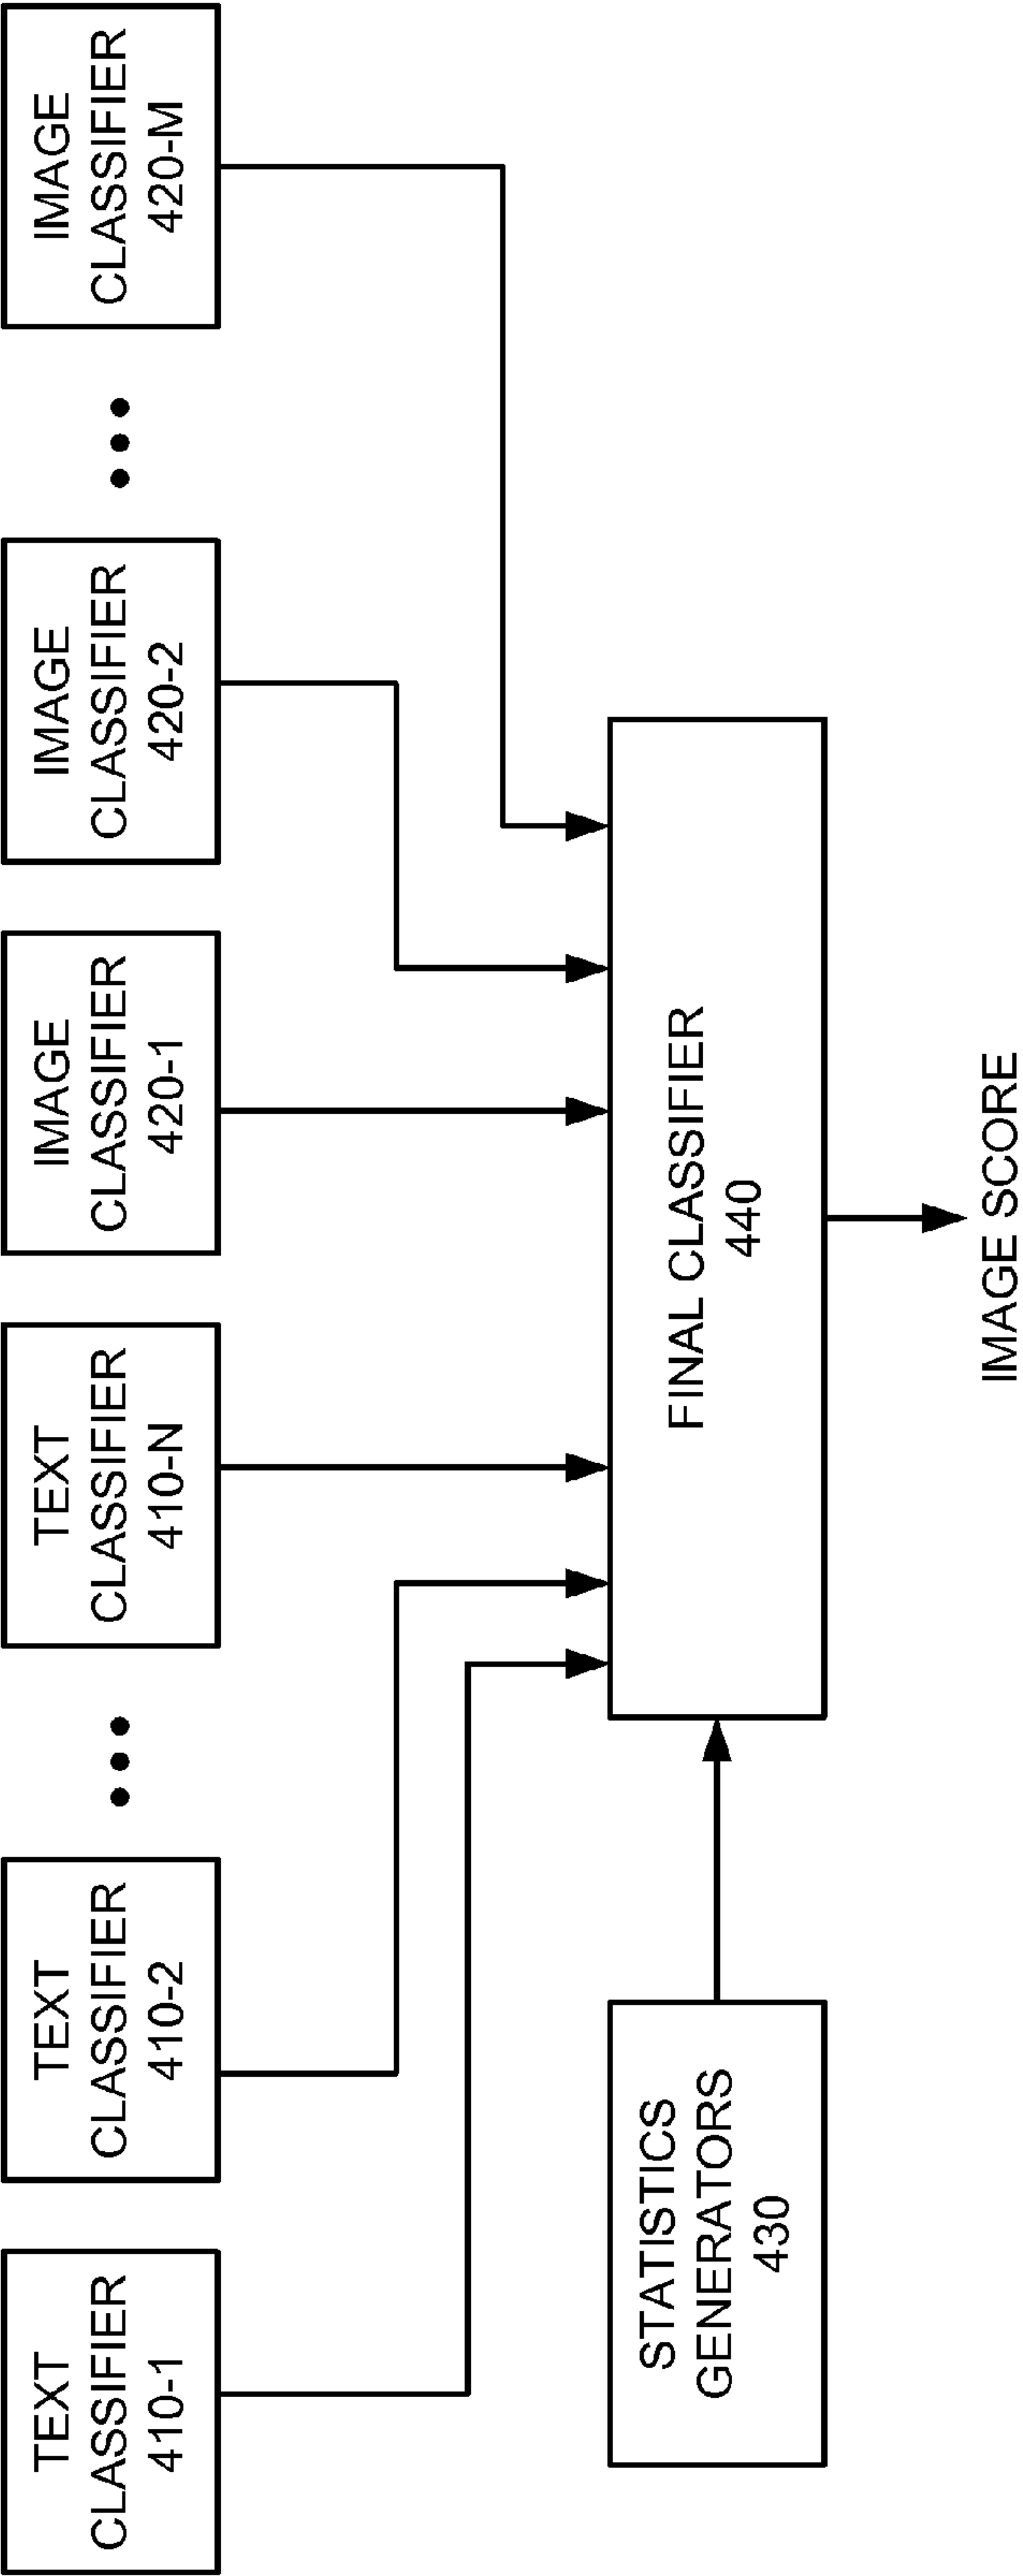 TEXT
CLASSIFIER
410-1
TEXT
CLASSIFIER
410-2
TEXT
CLASSIFIER
410-N
IMAGE
CLASSIFIER
420-1
IMAGE
CLASSIFIER
420-2
IMAGE
CLASSIFIER
420-M
STATISTICS
GENERATORS
430
FINAL CLASSIFIER
440
IMAGE SCORE